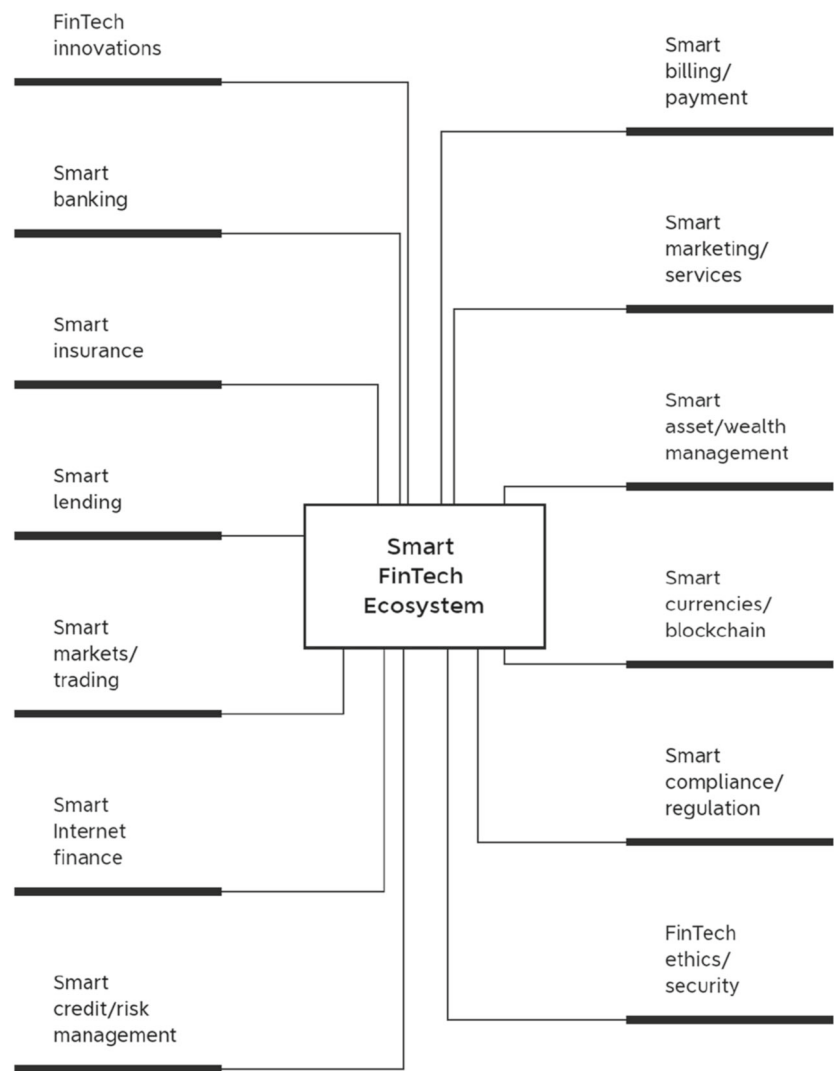 FinTech
innovations
Smart
banking
Smart
insurance
Smart
lending
Smart
markets/
trading
Smart
Internet
finance
Smart
credit/risk
management
Smart
FinTech
Ecosystem
Smart
billing/
payment
Smart
marketing/
services
Smart
asset/wealth
management
Smart
currencies/
blockchain
Smart
compliance/
regulation
FinTech
ethics/
security